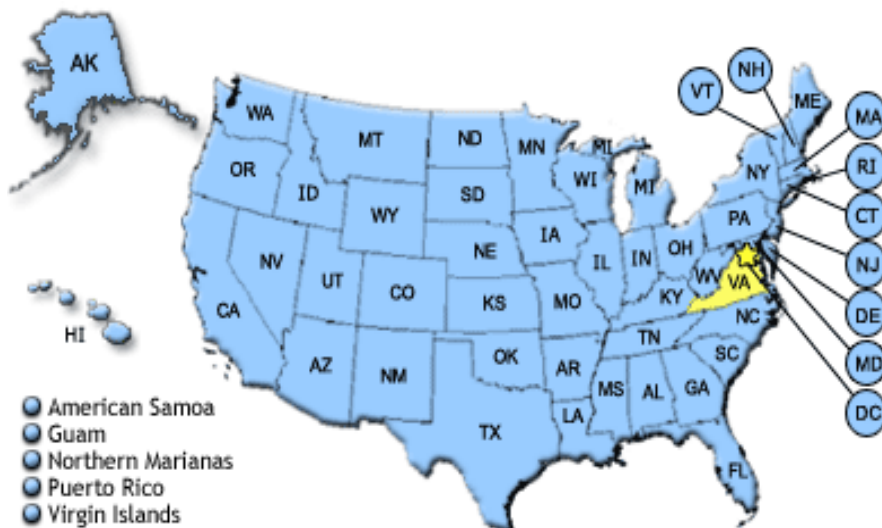 AK
NH
VT
ME
WA
MA
MT
ND
MN
MI
OR
WI
NY
RI
ID
SD
MI
WY
CT
PA
IA
NE
OH
NJ
NV
IL
IN
UT
WV
VA
CO
DE
CA
KS
MO
KY
NC
HI
TN
MD
OK
SC
AZ
NM
AR
MS
AL
GA
DC
LA
TX
FL
American Samoa
Guam
Northern Marianas
Puerto Rico
Virgin Islands